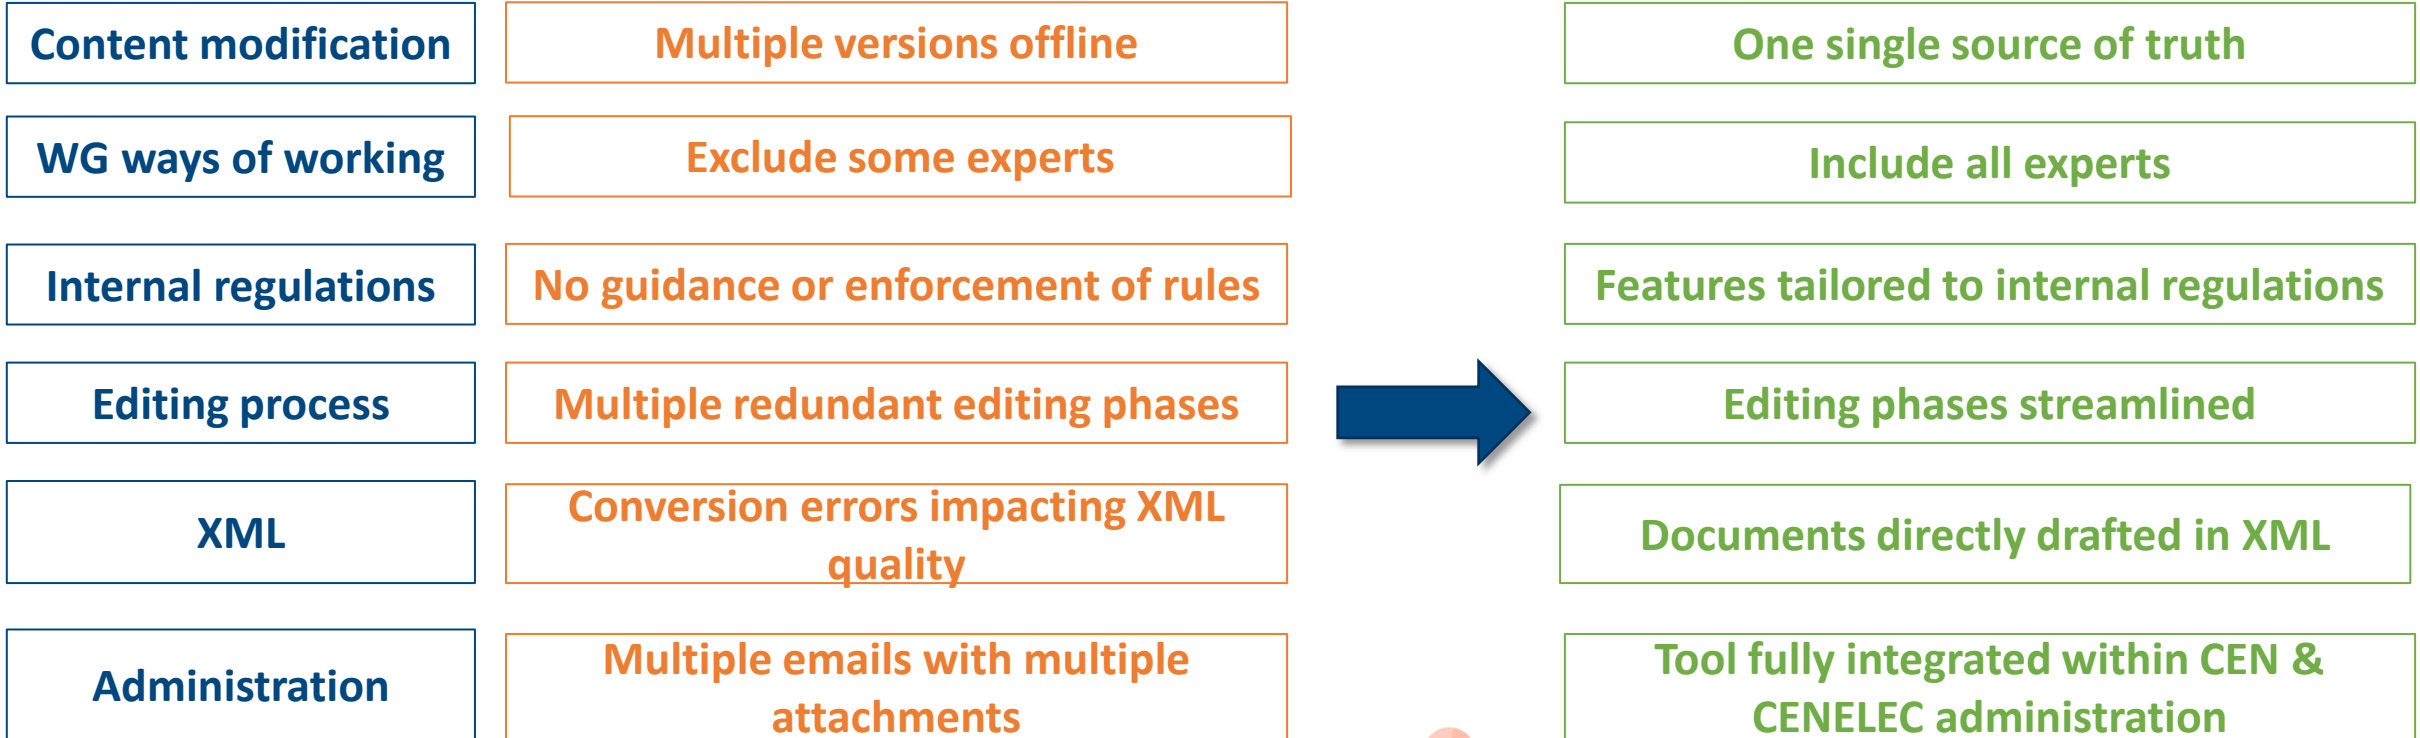 Content modification
Multiple versions offline
One single source of truth
WG ways of working
Exclude some experts
Include all experts
Internal regulations
No guidance or enforcement of rules
Features tailored to internal regulations
Editing process
Multiple redundant editing phases
Editing phases streamlined
XML
Conversion errors impacting XML
quality
Documents directly drafted in XML
Administration
Multiple emails with multiple
attachments
Tool fully integrated within CEN &
CENELEC administration